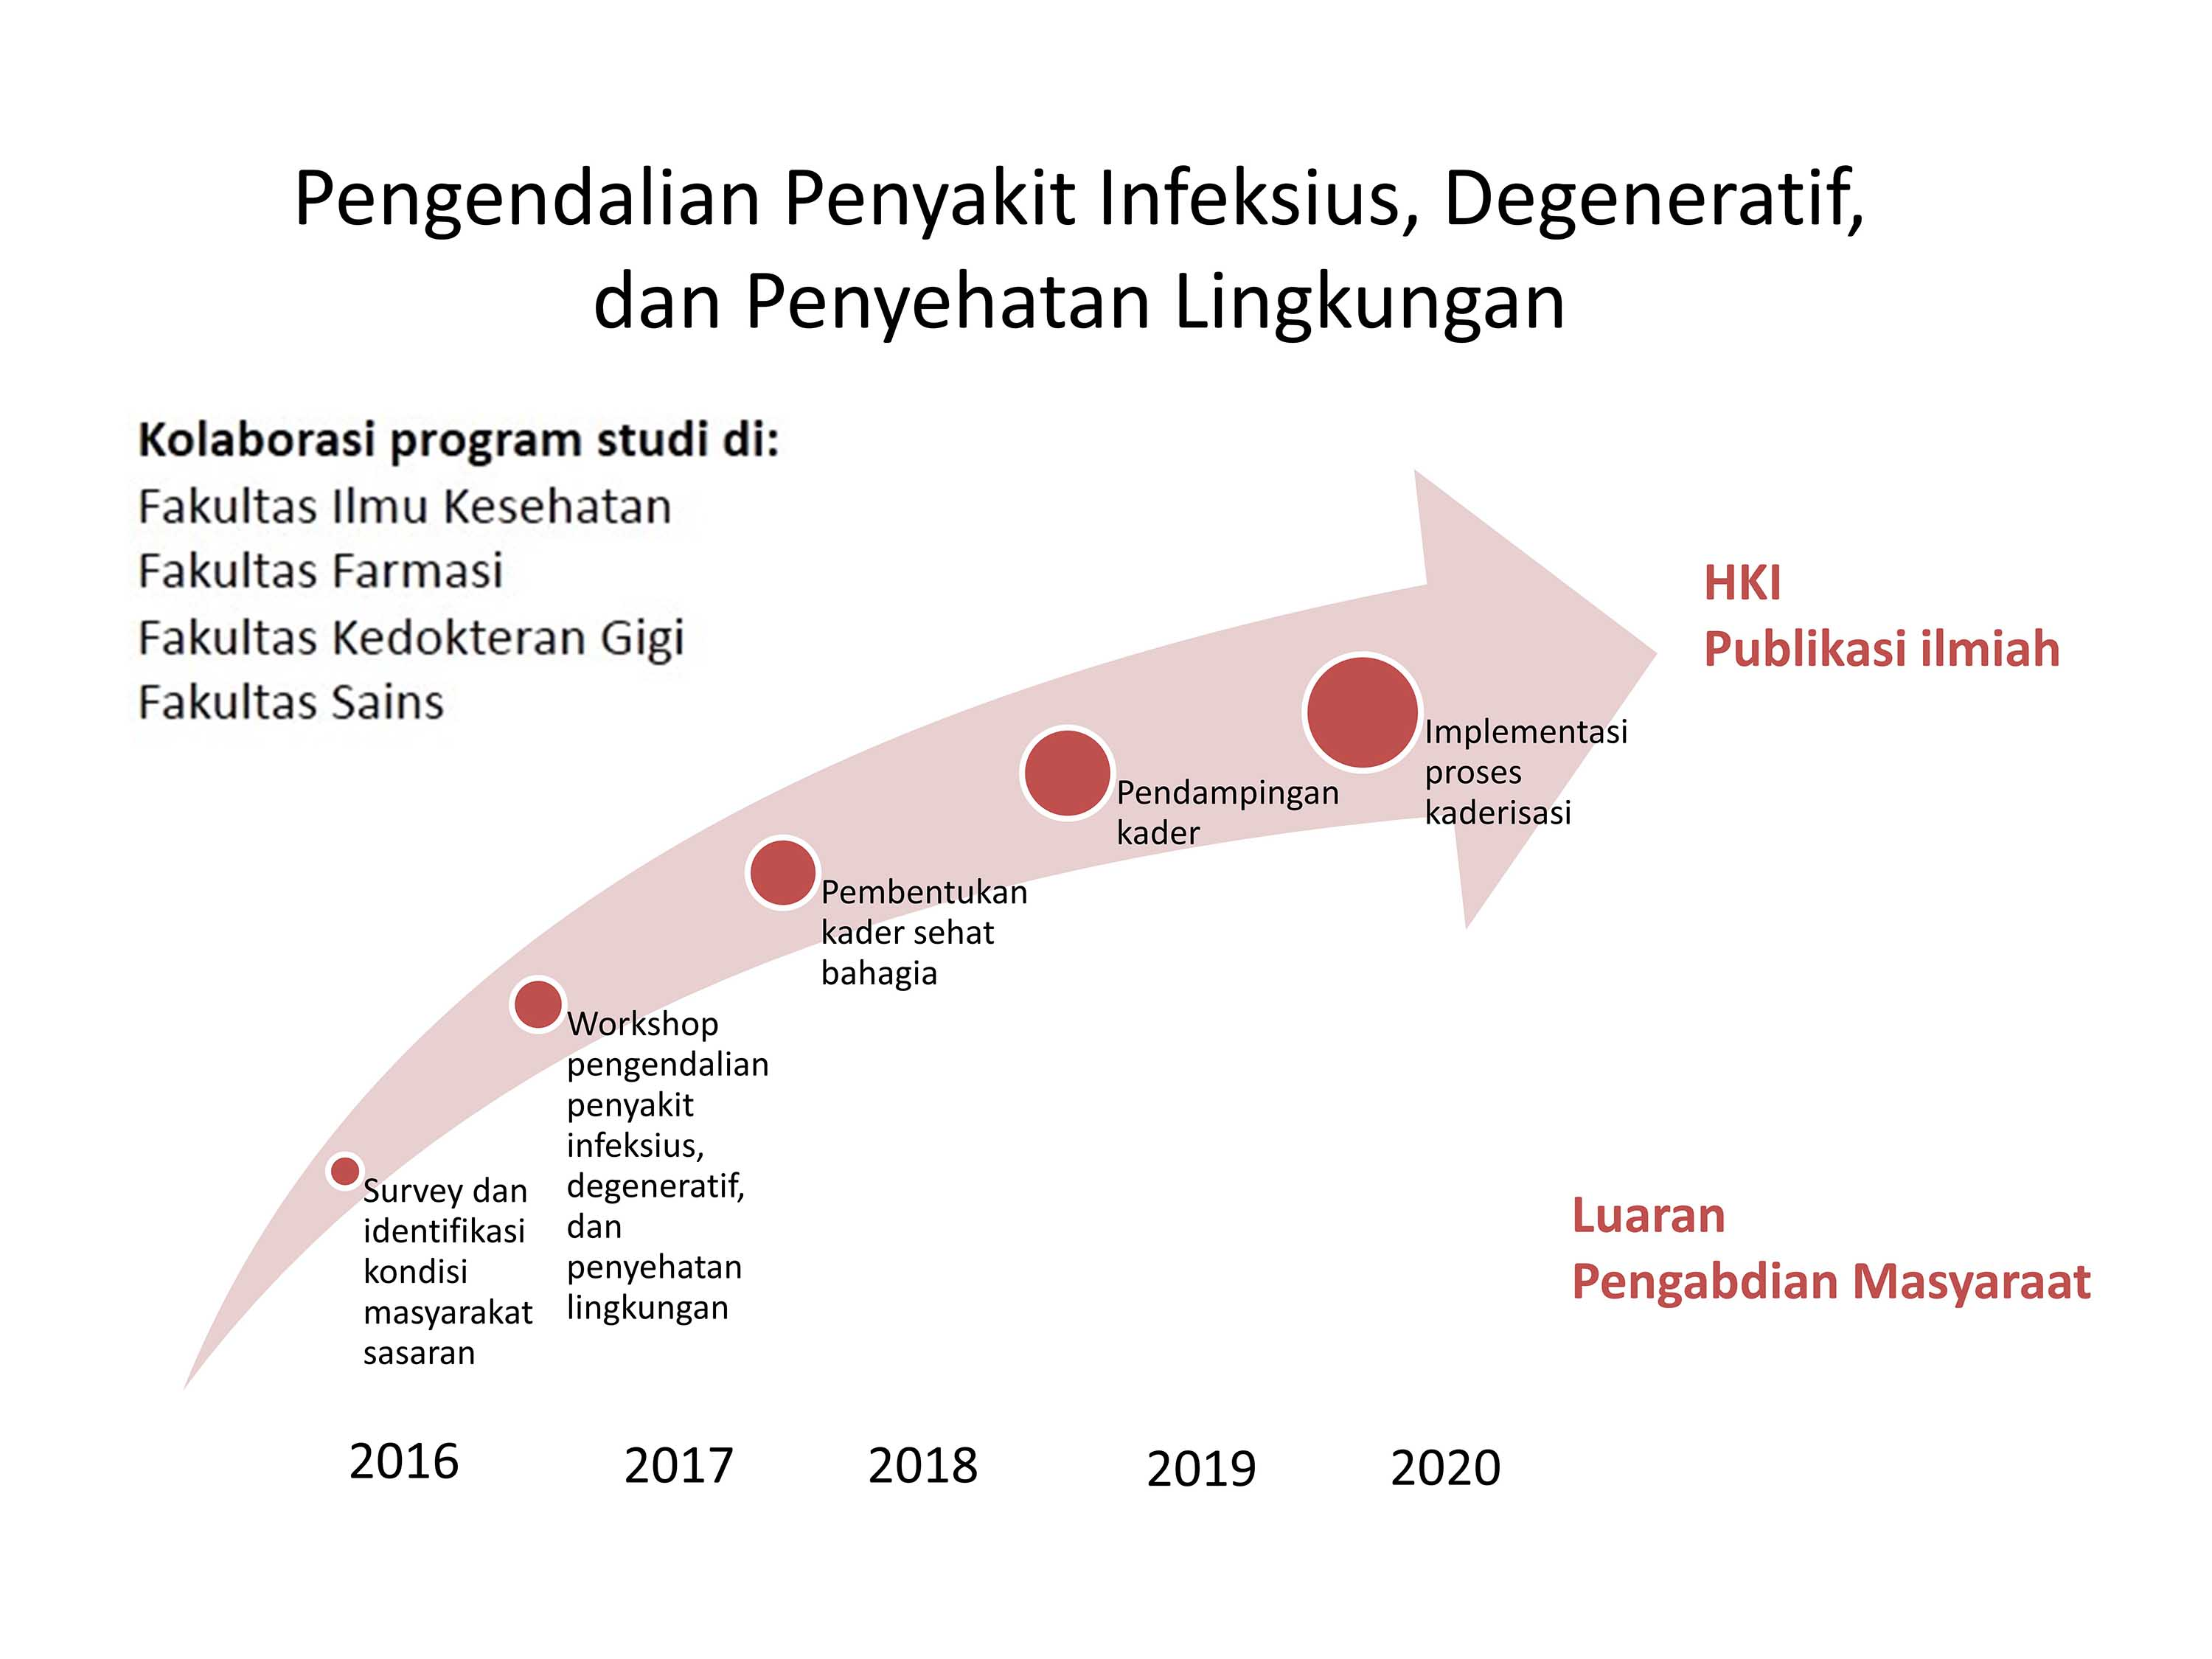 Pengendalian Penyakit Infeksius, Degeneratif,
dan Penyehatan Lingkungan
Kolaborasi program studi di:
Fakultas Ilmu Kesehatan
Fakultas Farmasi
Fakultas Kedokteran Gigi
Fakultas Sains
HKI
Publikasi ilmiah
Implementasi
proses
kaderisasi
Pendampingan
kader
Pembentukan
kader sehat
bahagia
Workshop
pengendalian
penyakit
infeksius,
degeneratif,
dan
penyehatan
lingkungan
Survey dan
identifikasi
kondisi
masyarakat
sasaran
Luaran
Pengabdian Masyaraat
2016
2017
2018
2019
2020